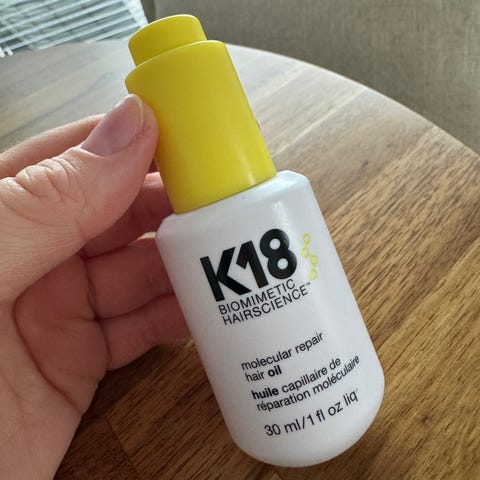 K18
BIOMIMETIC
HAIRSCIENCE™
molecular repair
hair oil
huile capillaire de
réparation moléculaire
30 ml/1 fl oz liq